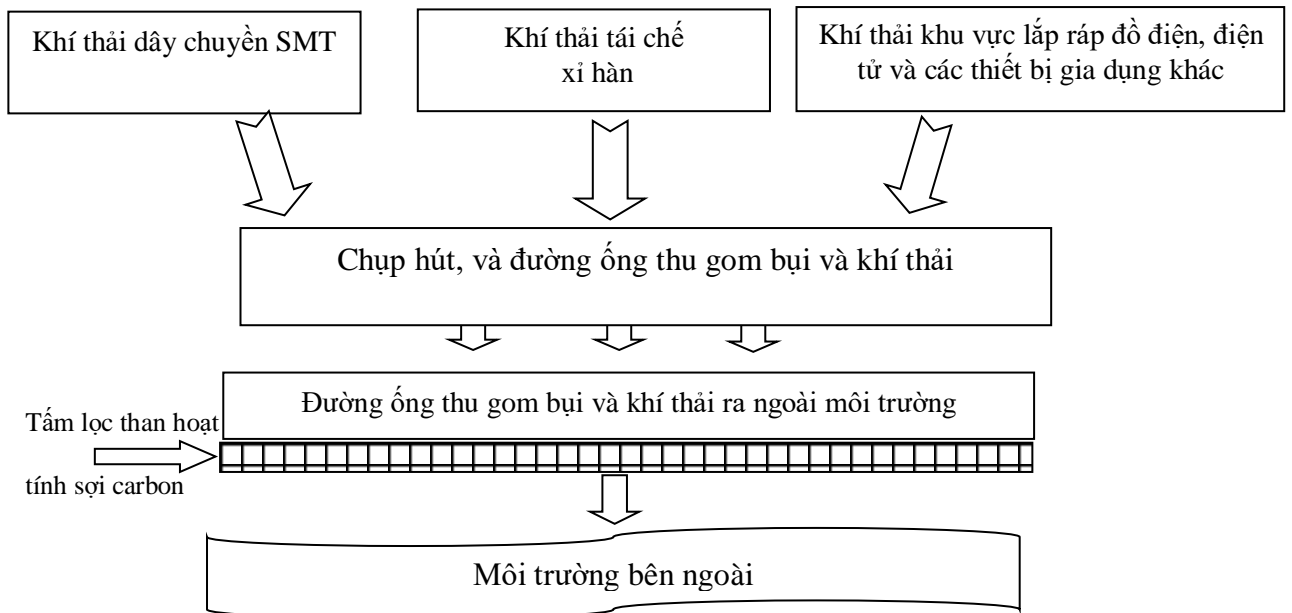 Khí thải dây chuyền SMT
Khí thải tái chế
xỉ hàn
Khí thải khu vực lắp ráp đồ điện, điện
tử và các thiết bị gia dụng khác
Chụp hút, và đường ống thu gom bụi và khí thải
Đường ống thu gom bụi và khí thải ra ngoài môi trường
Tấm lọc than hoạt
tính sợi carbon
Môi trường bên ngoài